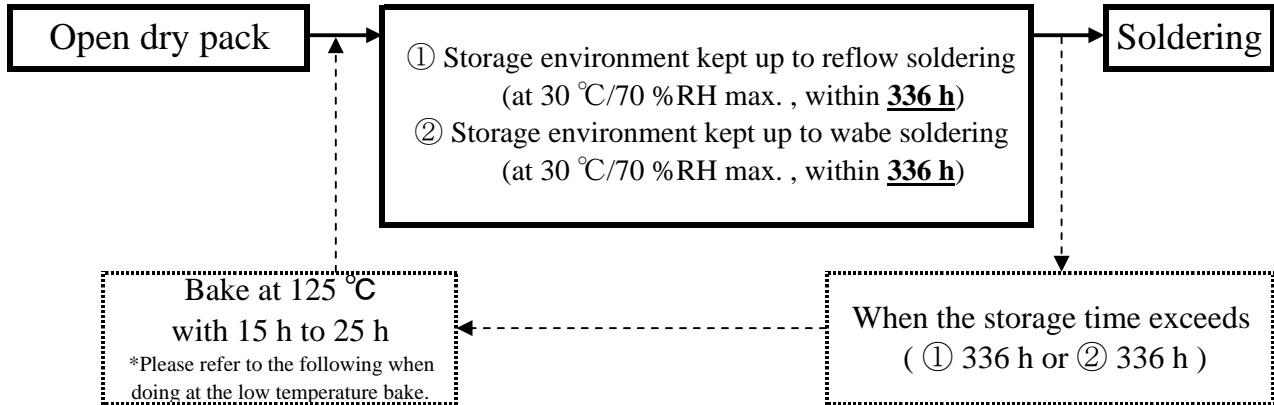 Open dry pack
① Storage environment kept up to reflow soldering
(at 30 ℃/70 %RH max. , within 336 h)
② Storage environment kept up to wabe soldering
(at 30 ℃/70 %RH max. , within 336 h)
Soldering
Bake at 125 ℃
with 15 h to 25 h
*Please refer to the following when
doing at the low temperature bake.
When the storage time exceeds
( ① 336 h or ② 336 h )